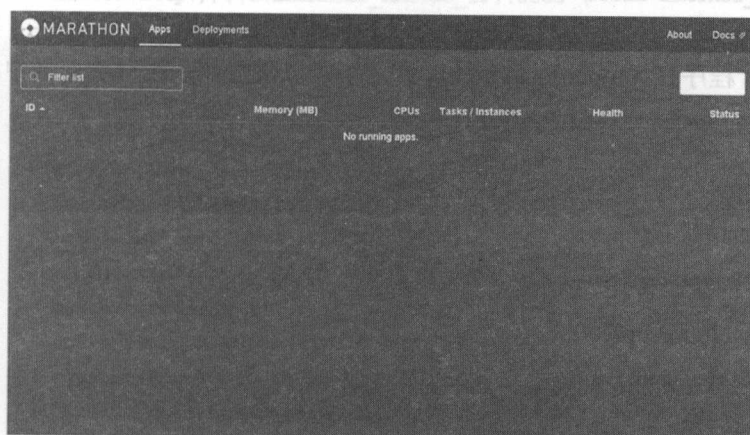 MARATHON Apps Deployments About Docs
Filter list
ID Memory (MB) CPUs Tasks / Instances Health Status
No running apps.